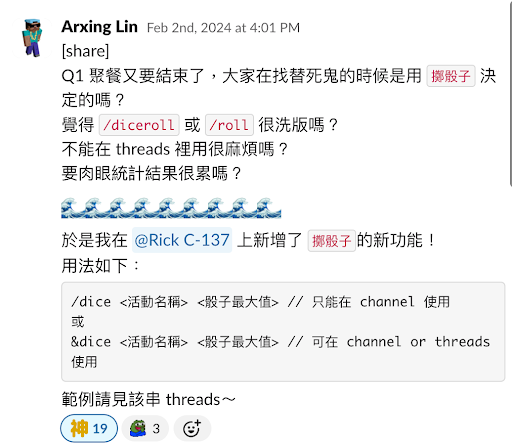 Arxing Lin Feb 2nd, 2024 at 4:01 PM
[share]
Q1 聚餐又要結束了，大家在找替死鬼的時候是用 擲骰子 決
定的嗎？
覺得 /diceroll 或 /roll 很洗版嗎？
不能在 threads 裡用很麻煩嗎？
要肉眼統計結果很累嗎？
於是我在 @Rick C-137 上新增了 擲骰子 的新功能！
用法如下：
/dice <活動名稱> <骰子最大值> // 只能在 channel 使用
或
&dice <活動名稱> <骰子最大值> // 可在 channel or threads
使用
範例請見該串 threads～
神 19 3